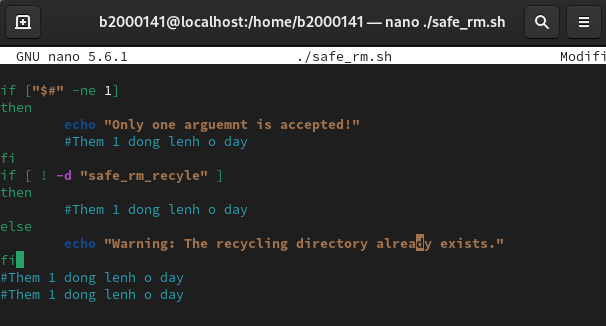 b2000141@localhost:/home/b2000141 — nano ./safe_rm.sh
GNU nano 5.6.1 ./safe_rm.sh Modifi
if ["$#" -ne 1]
then
echo "Only one arguemnt is accepted!"
#Them 1 dong lenh o day
fi
if [ ! -d "safe_rm_recyle" ]
then
#Them 1 dong lenh o day
else
echo "Warning: The recycling directory already exists."
fi
#Them 1 dong lenh o day
#Them 1 dong lenh o day